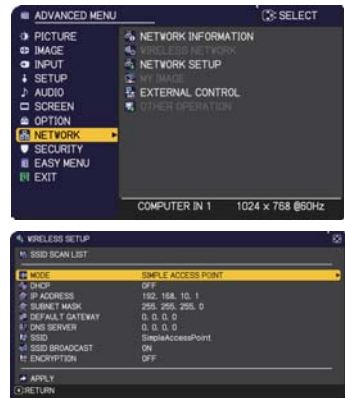 ADVANCED MENU
SELECT
PICTURE
IMAGE
INPUT
SETUP
AUDIO
SCREEN
OPTION
NETWORK
SECURITY
EASY MENU
EXIT
NETWORK INFORMATION
WIRELESS NETWORK
NETWORK SETUP
MY IMAGE
EXTERNAL CONTROL
OTHER OPERATION
COMPUTER IN 1 1024 x 768 @60Hz
WIRELESS SETUP
SSID SCAN LIST
MODE SIMPLE ACCESS POINT
DHCP OFF
IP ADDRESS 192. 168. 10. 1
SUBNET MASK 255. 255. 255. 0
DEFAULT GATEWAY 0. 0. 0. 0
DNS SERVER 0. 0. 0. 0
SSID SimpleAccessPoint
SSID BROADCAST ON
ENCRYPTION OFF
APPLY
RETURN